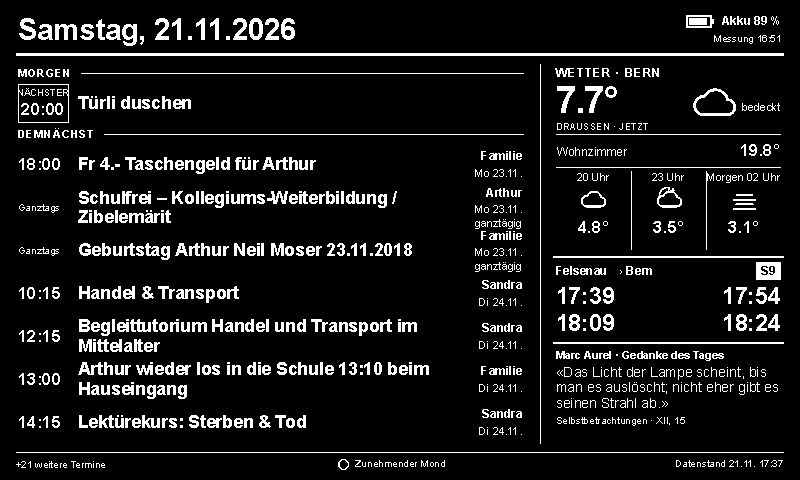 Samstag, 21.11.2026
Akku 89 %
Messung 16:51
MORGEN
NÄCHSTER
20:00
Türli duschen
DEMNÄCHST
18:00 Fr 4.- Taschengeld für Arthur
Familie
Mo 23.11.
Ganztags
Schulfrei – Kollegiums-Weiterbildung /
Zibelemärit
Arthur
Mo 23.11.
ganztägig
Ganztags
Geburtstag Arthur Neil Moser 23.11.2018
Familie
Mo 23.11.
ganztägig
10:15 Handel & Transport
Sandra
Di 24.11.
12:15
Begleittutorium Handel und Transport im
Mittelalter
Sandra
Di 24.11.
13:00
Arthur wieder los in die Schule 13:10 beim
Hauseingang
Familie
Di 24.11.
14:15 Lektürekurs: Sterben & Tod
Sandra
Di 24.11.
WETTER · BERN
7.7°
bedeckt
DRAUSSEN · JETZT
Wohnzimmer 19.8°
20 Uhr 23 Uhr Morgen 02 Uhr
4.8° 3.5° 3.1°
Felsenau → Bern S9
17:39 17:54
18:09 18:24
Marc Aurel · Gedanke des Tages
«Das Licht der Lampe scheint, bis
man es auslöscht; nicht eher gibt es
seinen Strahl ab.»
Selbstbetrachtungen · XII, 15
+21 weitere Termine
Zunehmender Mond
Datenstand 21.11. 17:37